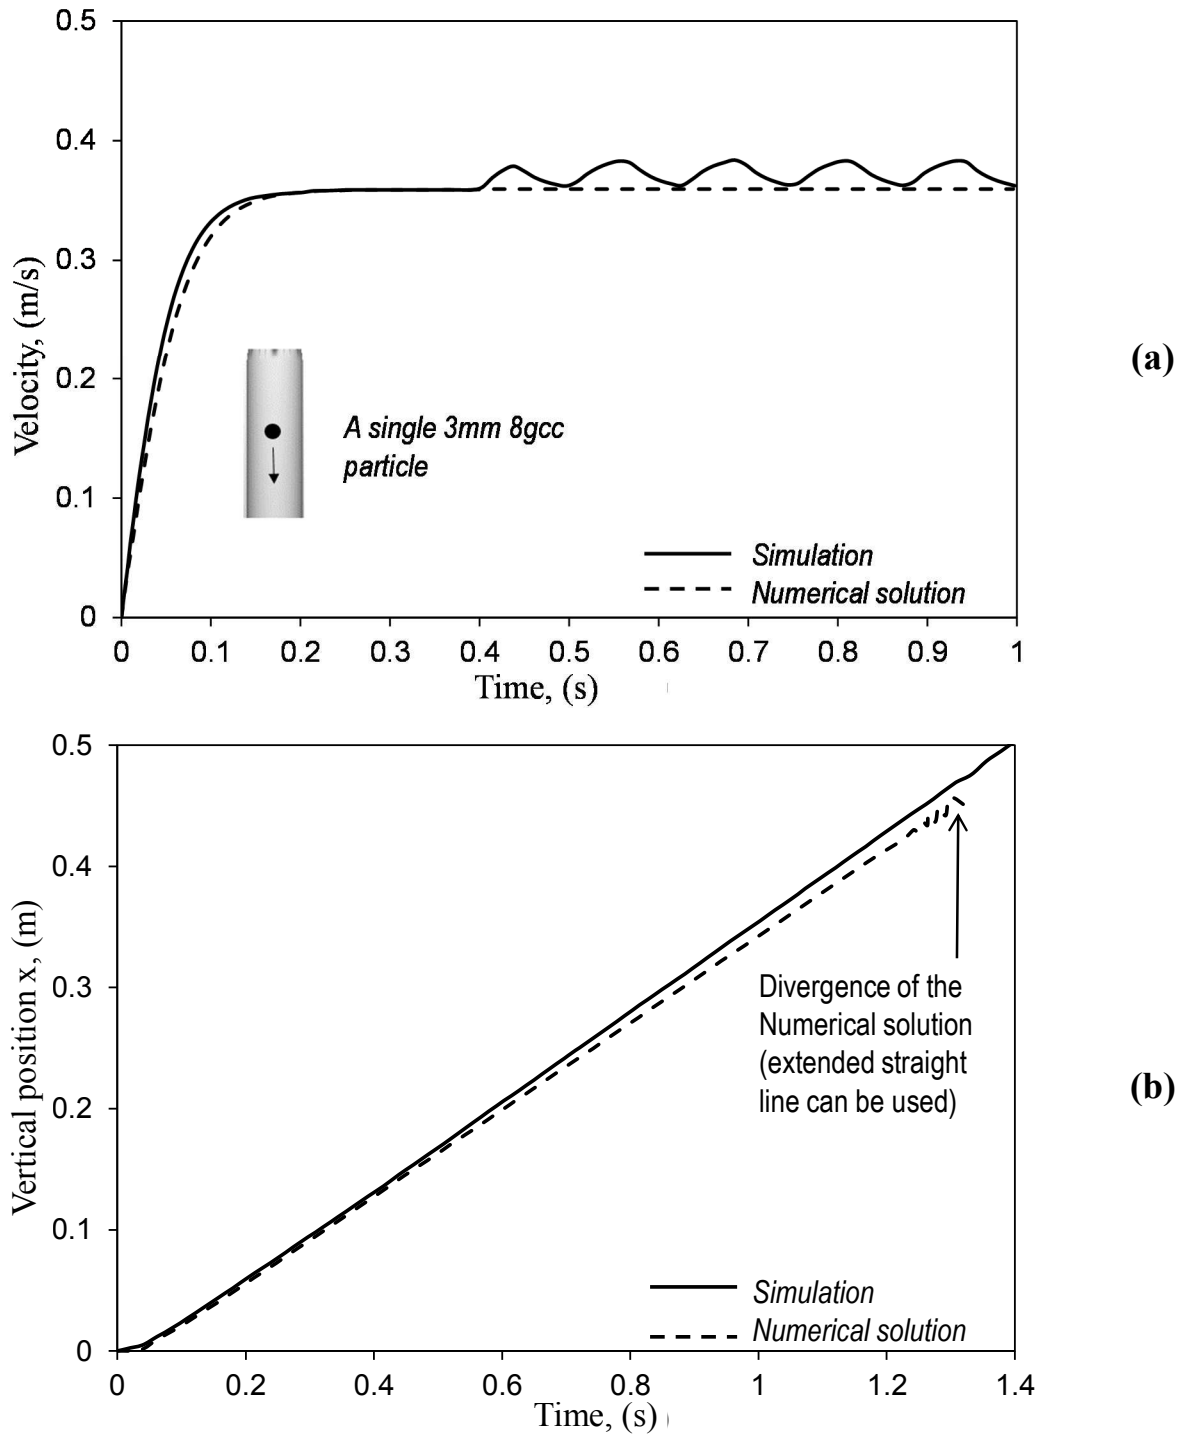 0.5
0.4
0.3
0.2
0.1
0
Velocity, (m/s)
A single 3mm 8gcc
particle
Simulation
Numerical solution
0 0.1 0.2 0.3 0.4 0.5 0.6 0.7 0.8 0.9 1
Time, (s)
(a)
0.5
0.4
0.3
0.2
0.1
0
Vertical position x, (m)
Divergence of the
Numerical solution
(extended straight
line can be used)
Simulation
Numerical solution
0 0.2 0.4 0.6 0.8 1 1.2 1.4
Time, (s)
(b)